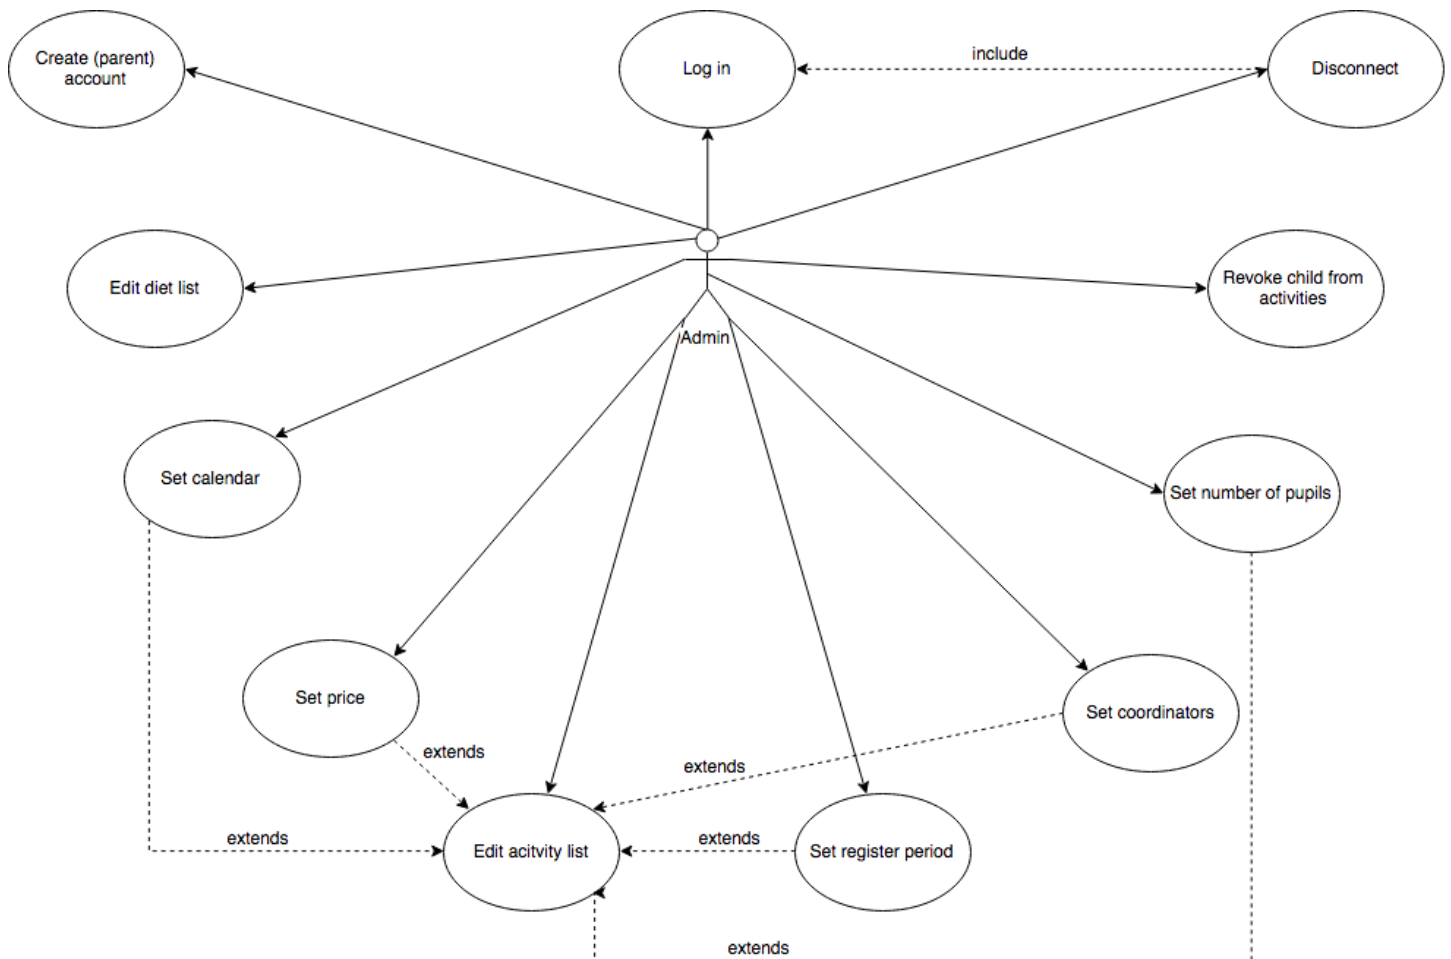 Create (parent)
account
Log in
include
Disconnect
Edit diet list
Revoke child from
activities
Admin
Set calendar
Set number of pupils
Set price
Set coordinators
extends
extends
extends
extends
Edit acitvity list
Set register period
extends